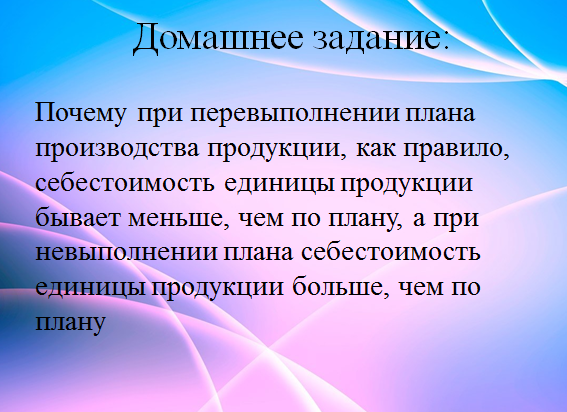 Домашнее задание:
Почему при перевыполнении плана
производства продукции, как правило,
себестоимость единицы продукции
бывает меньше, чем по плану, а при
невыполнении плана себестоимость
единицы продукции больше, чем по
плану